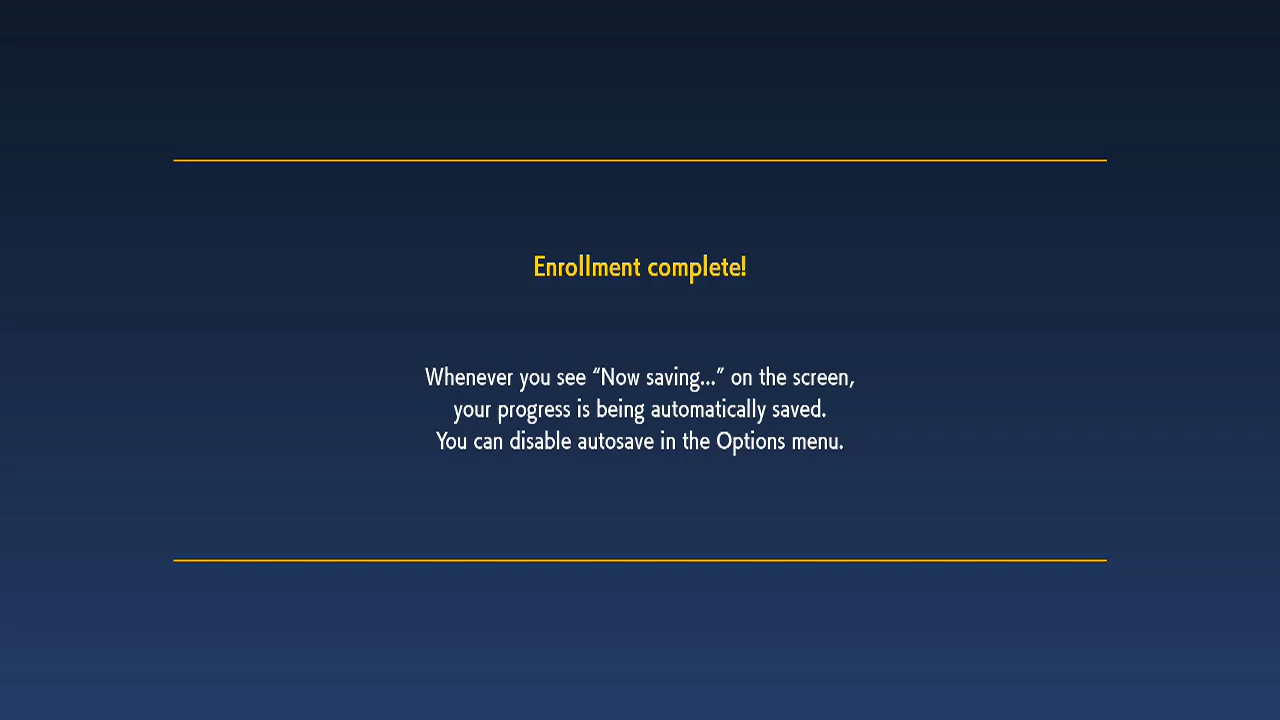 Enrollment complete!
Whenever you see “Now saving...” on the screen,
your progress is being automatically saved.
You can disable autosave in the Options menu.